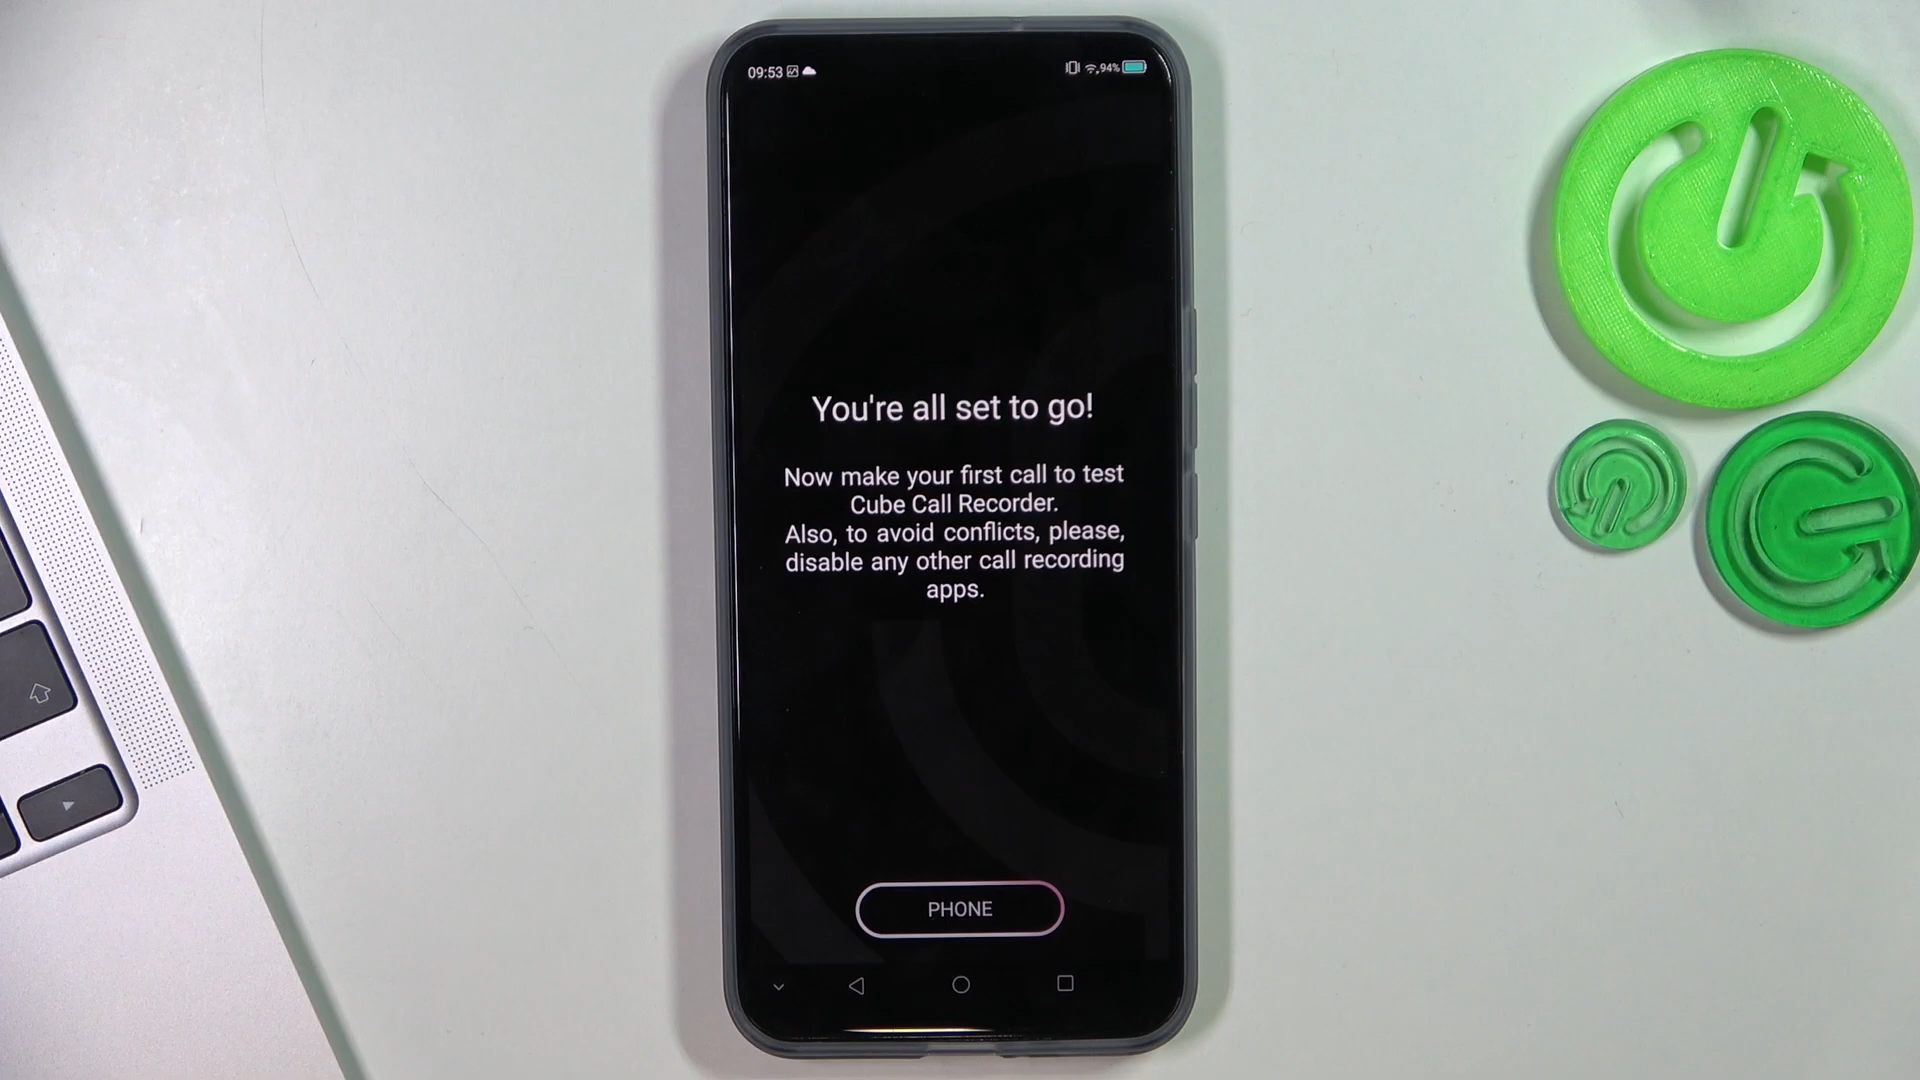 09:53 94%
You're all set to go!
Now make your first call to test
Cube Call Recorder.
Also, to avoid conflicts, please,
disable any other call recording
apps.
PHONE